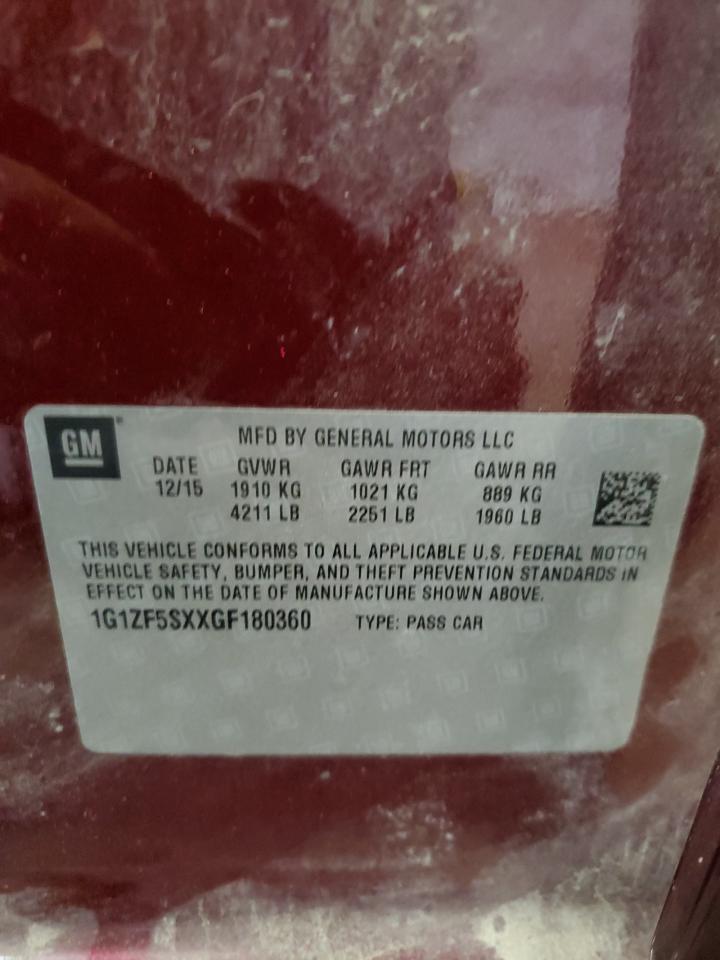 GM
MFD BY GENERAL MOTORS LLC
DATE GVWR GAWR FRT GAWR RR
12/15 1910 KG 1021 KG 889 KG
4211 LB 2251 LB 1960 LB
THIS VEHICLE CONFORMS TO ALL APPLICABLE U.S. FEDERAL MOTOR
VEHICLE SAFETY, BUMPER, AND THEFT PREVENTION STANDARDS IN
EFFECT ON THE DATE OF MANUFACTURE SHOWN ABOVE.
1G1ZF5SXXGF180360 TYPE: PASS CAR